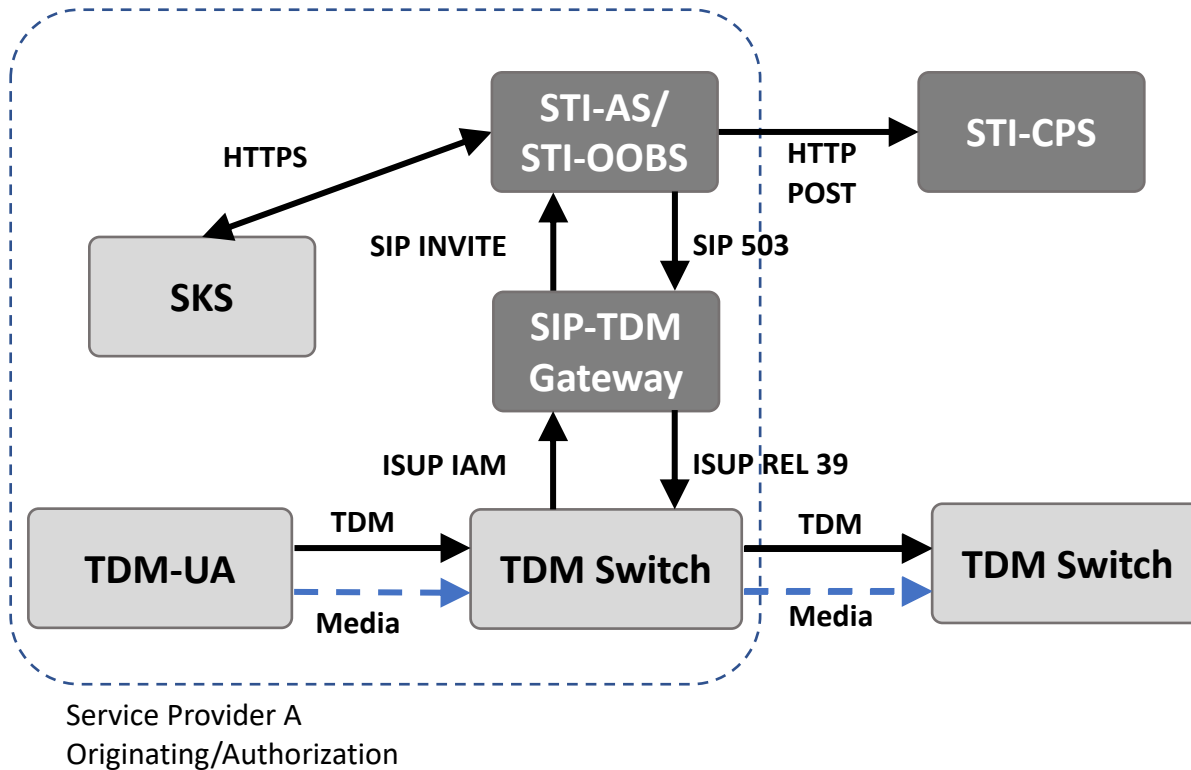 STI-AS/
STI-OOBS
STI-CPS
HTTPS
HTTP
POST
SIP INVITE
SIP 503
SKS
SIP-TDM
Gateway
ISUP IAM
ISUP REL 39
TDM
TDM
TDM-UA
TDM Switch
TDM Switch
Media
Media
Service Provider A
Originating/Authorization